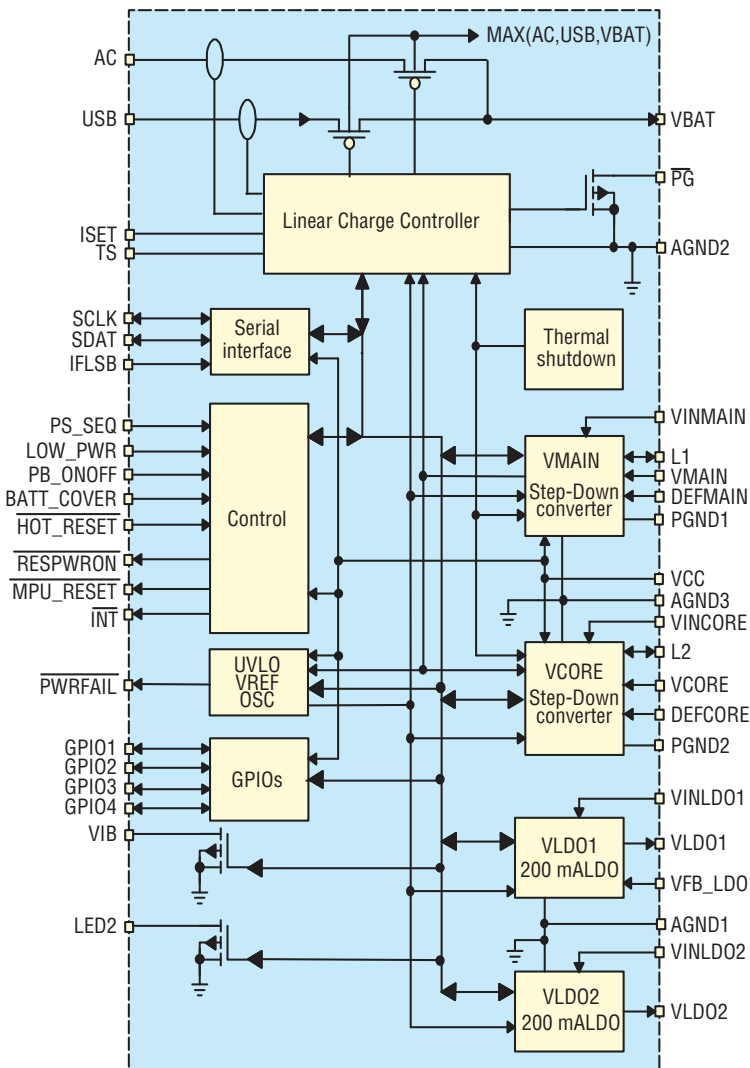 MAX(AC,USB,VBAT)
AC
USB
VBAT
PG
Linear Charge Controller
ISET
TS
AGND2
SCLK
SDAT
IFLSB
Serial
interface
Thermal
shutdown
PS_SEQ
LOW_PWR
PB_ONOFF
BATT_COVER
HOT_RESET
RESPWRON
MPU_RESET
INT
Control
VINMAIN
VMAIN
Step-Down
converter
L1
VMAIN
DEFMAIN
PGND1
VCC
AGND3
VINCORE
PWRFAIL
UVLO
VREF
OSC
VCORE
Step-Down
converter
L2
VCORE
DEFCORE
PGND2
GPIO1
GPIO2
GPIO3
GPIO4
GPIOs
VIB
VINLDO1
VLDO1
200 mALDO
VLDO1
VFB_LDO1
LED2
AGND1
VINLDO2
VLDO2
200 mALDO
VLDO2